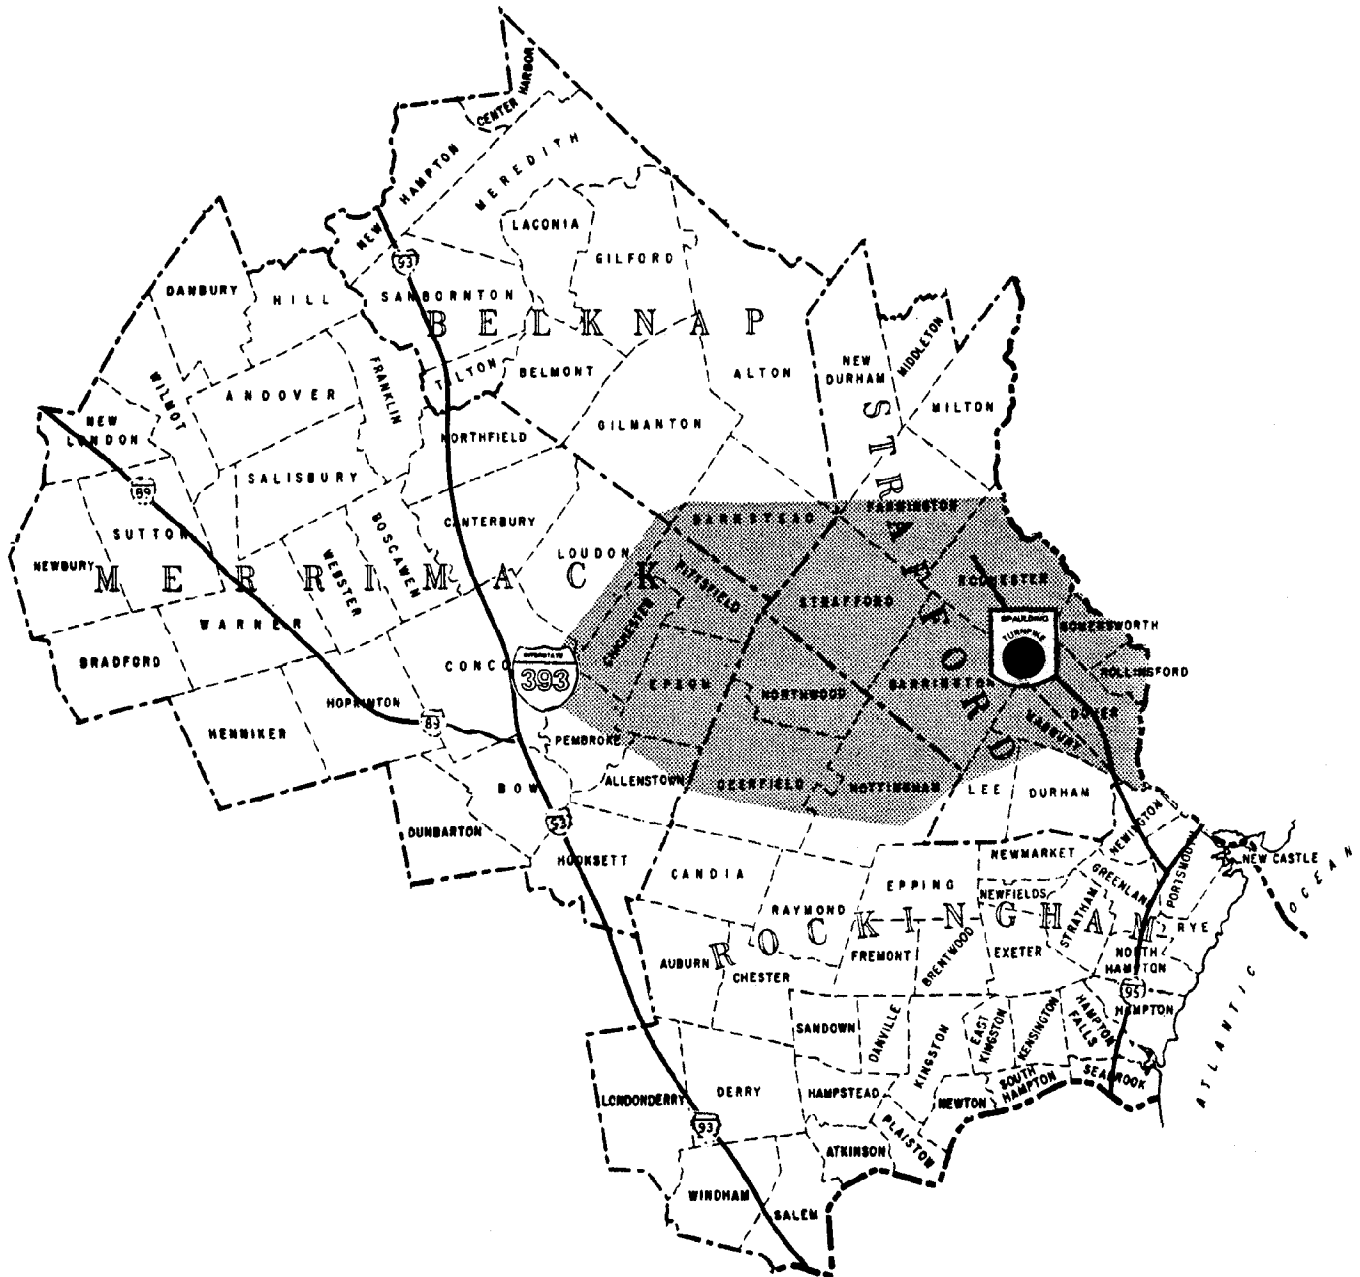 CENTER HARBOR
NEW HAMPTON
MEREDITH
LACONIA
GILFORD
93
DANBURY
HILL
SANBORNTON
BELKNAP
TILTON
BELMONT
ALTON
NEW DURHAM
MIDDLETON
MILTON
WILMOT
ANDOVER
FRANKLIN
NEW LONDON
NORTHFIELD
GILMANTON
STRAFFORD
89
SALISBURY
SUTTON
BOSCAWEN
CANTERBURY
LOUDON
BARNSTEAD
FARMINGTON
NEWBURY
MERRIMACK
WEBSTER
PITTSFIELD
STRAFFORD
ROCHESTER
WARNER
CHICHESTER
SPAULDING
TURNPIKE
SOMERSWORTH
BRADFORD
CONCO
INTERSTATE
393
EPSOM
NORTHWOOD
BARRINGTON
ROLLINSFORD
HOPKINTON
89
HENNIKER
PEMBROKE
MADBURY
DOVER
BOW
ALLENSTOWN
DEERFIELD
NOTTINGHAM
LEE
DURHAM
DUNBARTON
93
HOOKSETT
NEWINGTON
NEWMARKET
PORTSMOUTH
NEW CASTLE
CANDIA
EPPING
NEWFIELDS
GREENLAND
STRATHAM
RAYMOND
ROCKINGHAM
RYE
ATLANTIC OCEAN
AUBURN
CHESTER
FREMONT
BRENTWOOD
EXETER
NORTH HAMPTON
95
HAMPTON
SANDOWN
DANVILLE
KINGSTON
EAST KINGSTON
KENSINGTON
HAMPTON FALLS
SEABROOK
LONDONDERRY
DERRY
HAMPSTEAD
NEWTON
SOUTH HAMPTON
93
ATKINSON
PLAISTOW
WINDHAM
SALEM